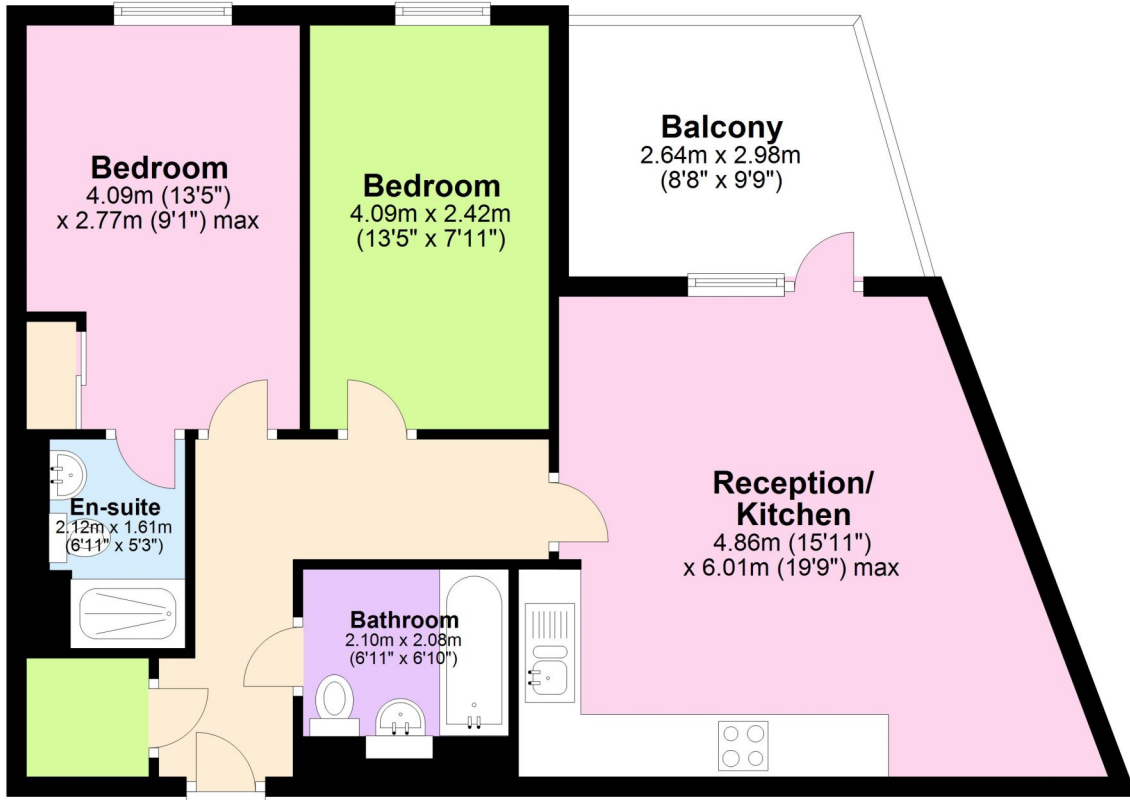 Bedroom
4.09m (13'5")
x 2.77m (9'1") max
Bedroom
4.09m x 2.42m
(13'5" x 7'11")
Balcony
2.64m x 2.98m
(8'8" x 9'9")
En-suite
2.12m x 1.61m
(6'11" x 5'3")
Bathroom
2.10m x 2.08m
(6'11" x 6'10")
Reception/
Kitchen
4.86m (15'11")
x 6.01m (19'9") max